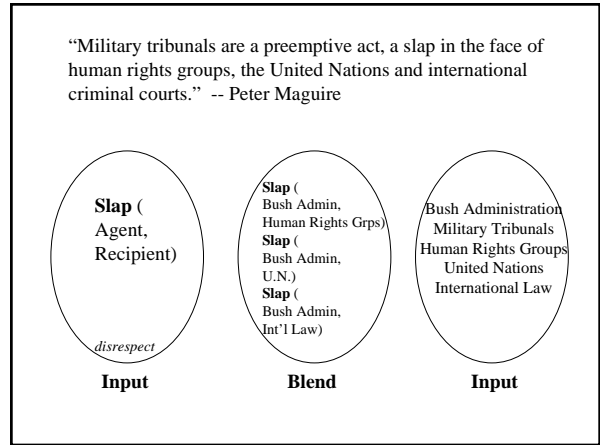 “Military tribunals are a preemptive act, a slap in the face of
human rights groups, the United Nations and international
criminal courts.” -- Peter Maguire
Slap (
Agent,
Recipient)
disrespect
Input
Slap (
Bush Admin,
Human Rights Grps)
Slap (
Bush Admin,
U.N.)
Slap (
Bush Admin,
Int’l Law)
Blend
Bush Administration
Military Tribunals
Human Rights Groups
United Nations
International Law
Input